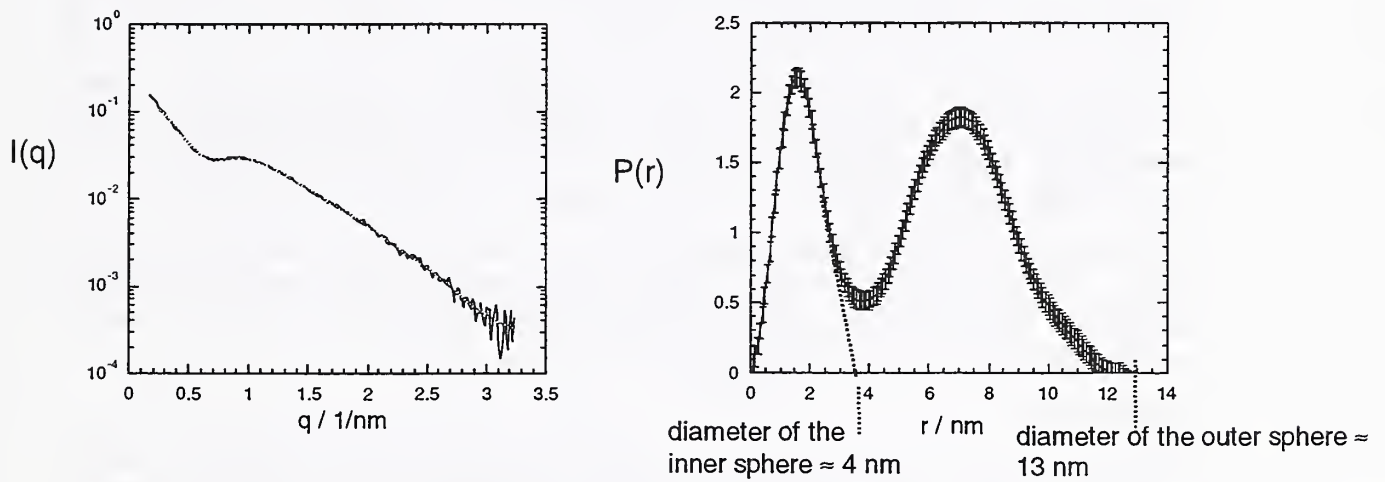 10⁰
10⁻¹
10⁻²
10⁻³
10⁻⁴
I(q)
0 0.5 1 1.5 2 2.5 3 3.5
q / 1/nm
2.5
2
1.5
1
0.5
0
P(r)
0 2 4 6 8 10 12 14
r / nm
diameter of the
inner sphere ≈ 4 nm
diameter of the outer sphere ≈
13 nm